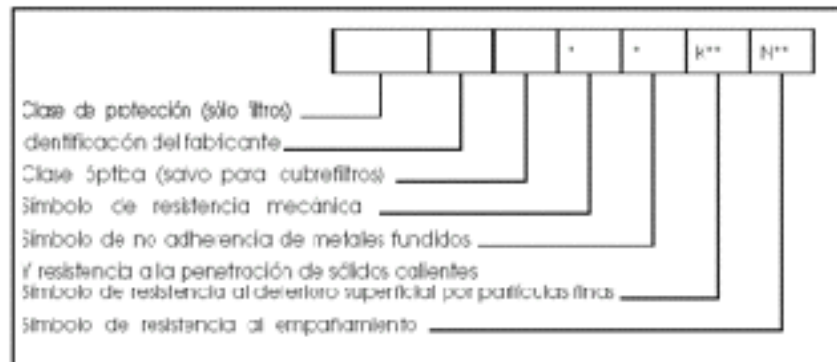 * * K** N**
Clase de protección (sólo filtros)
Identificación del fabricante
Clase óptica (salvo para cubrefiltros)
Símbolo de resistencia mecánica
Símbolo de no adherencia de metales fundidos
Y resistencia a la penetración de sólidos calientes
Símbolo de resistencia al deterioro superficial por partículas finas
Símbolo de resistencia al empañamiento